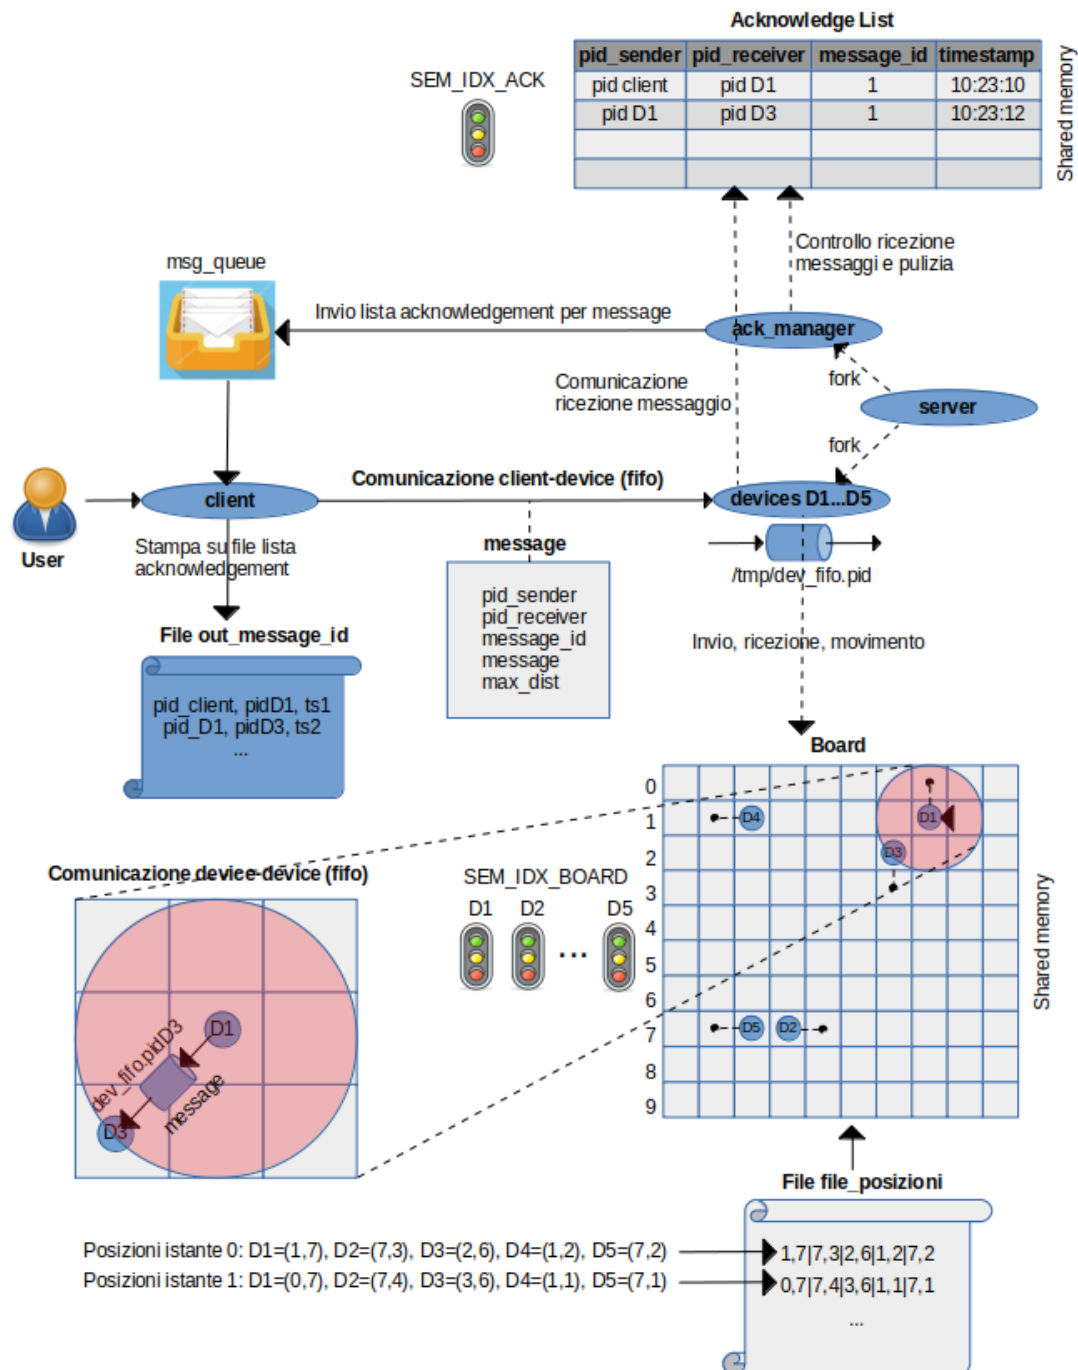 Acknowledge List
pid_sender pid_receiver message_id timestamp
pid client pid D1 1 10:23:10
pid D1 pid D3 1 10:23:12
SEM_IDX_ACK
Shared memory
Controllo ricezione
messaggi e pulizia
msg_queue
Invio lista acknowledgement per message
ack_manager
Comunicazione
ricezione messaggio
fork
server
fork
Comunicazione client-device (fifo)
client
devices D1...D5
User
Stampa su file lista
acknowledgement
message
/tmp/dev_fifo.pid
pid_sender
pid_receiver
message_id
message
max_dist
File out_message_id
Invio, ricezione, movimento
pid_client, pidD1, ts1
pid_D1, pidD3, ts2
...
Board
0
1
2
3
4
5
6
7
8
9
D4
D1
D3
D5
D2
Shared memory
Comunicazione device-device (fifo)
SEM_IDX_BOARD
D1 D2 D5
...
D1
dev_fifo.pidD3
message
D3
File file_posizioni
Posizioni istante 0: D1=(1,7), D2=(7,3), D3=(2,6), D4=(1,2), D5=(7,2)
1,7|7,3|2,6|1,2|7,2
Posizioni istante 1: D1=(0,7), D2=(7,4), D3=(3,6), D4=(1,1), D5=(7,1)
0,7|7,4|3,6|1,1|7,1
...